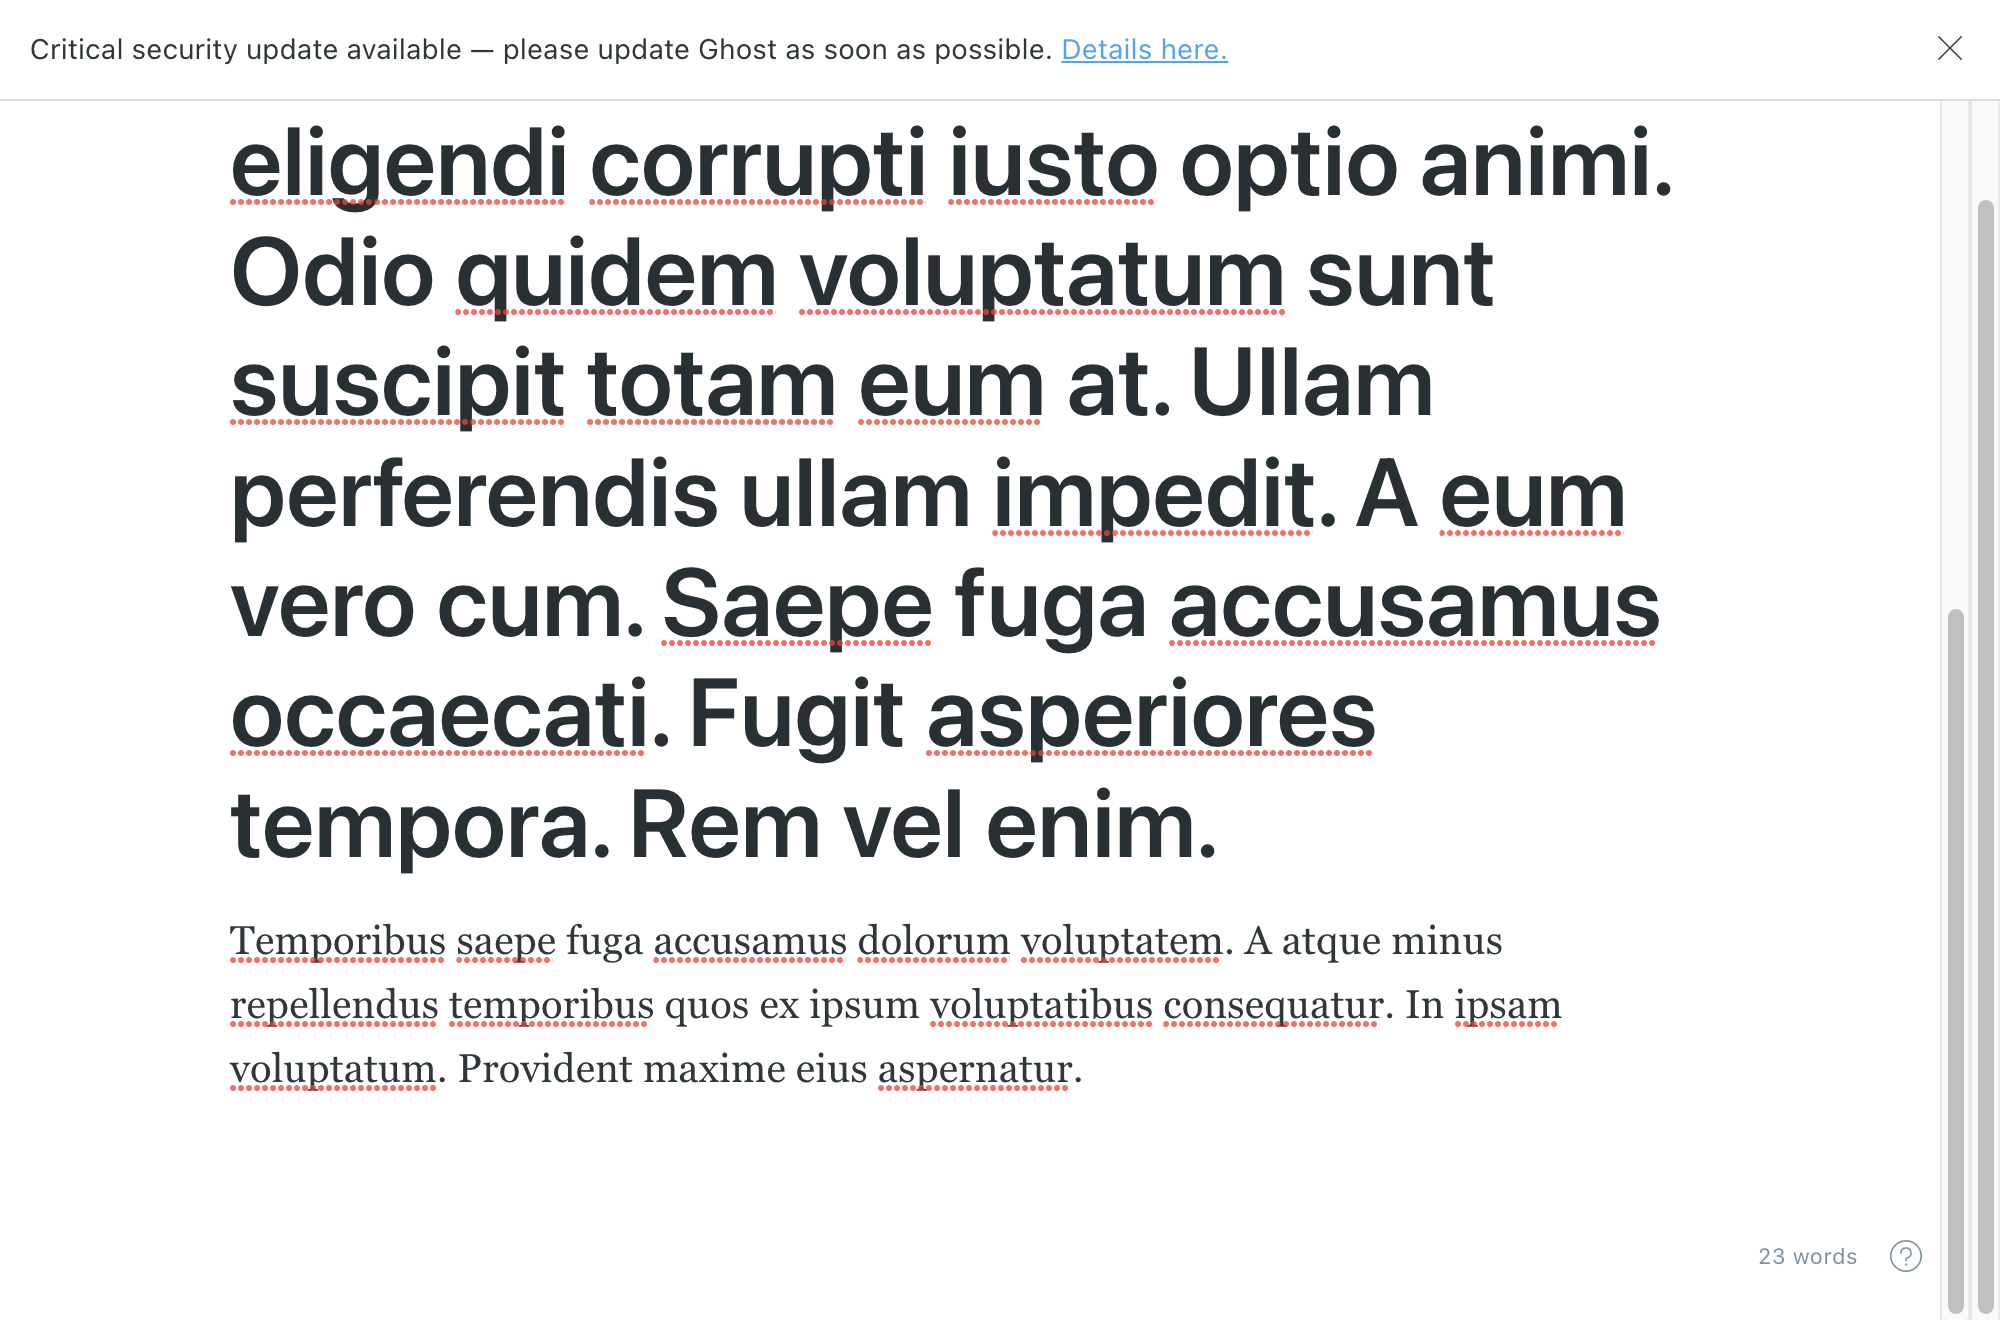 Critical security update available — please update Ghost as soon as possible. Details here.
eligendi corrupti iusto optio animi.
Odio quidem voluptatum sunt
suscipit totam eum at. Ullam
perferendis ullam impedit. A eum
vero cum. Saepe fuga accusamus
occaecati. Fugit asperiores
tempora. Rem vel enim.
Temporibus saepe fuga accusamus dolorum voluptatem. A atque minus
repellendus temporibus quos ex ipsum voluptatibus consequatur. In ipsam
voluptatum. Provident maxime eius aspernatur.
23 words ?